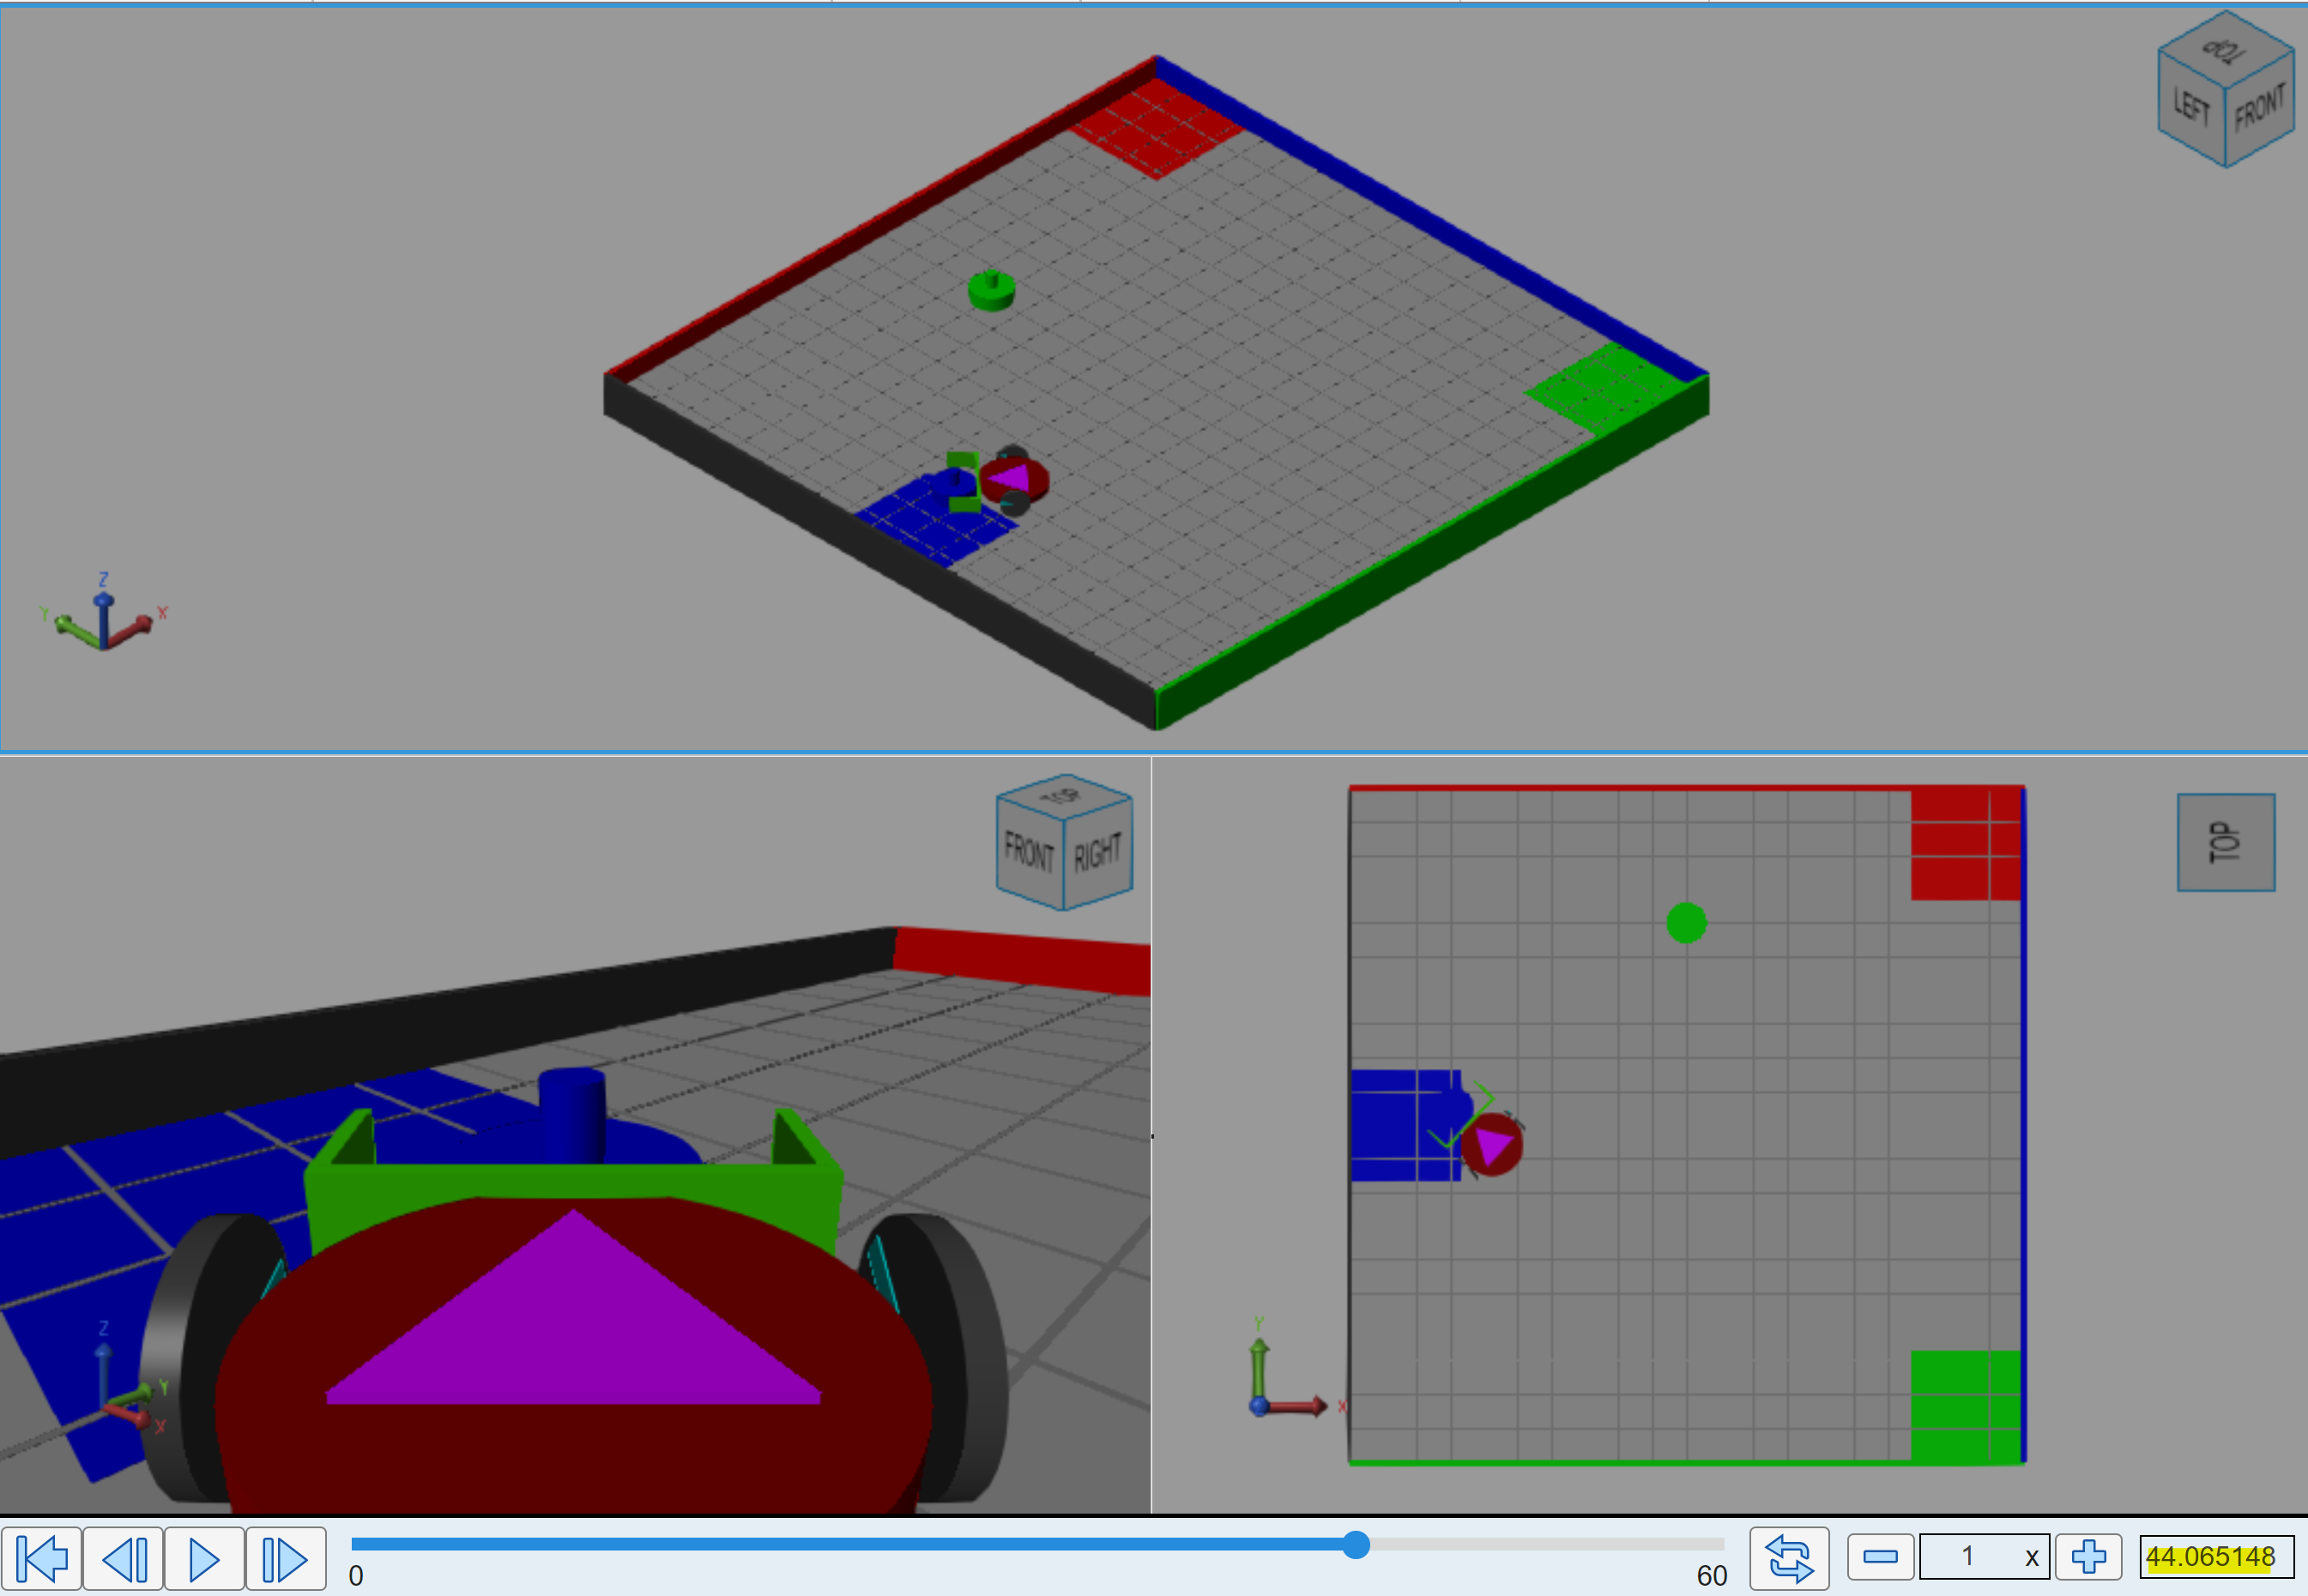 TOP
LEFT FRONT
Z
Y X
TOP
FRONT RIGHT
TOP
Z
Y
X
Y
X
0 60 1 x 44.065148